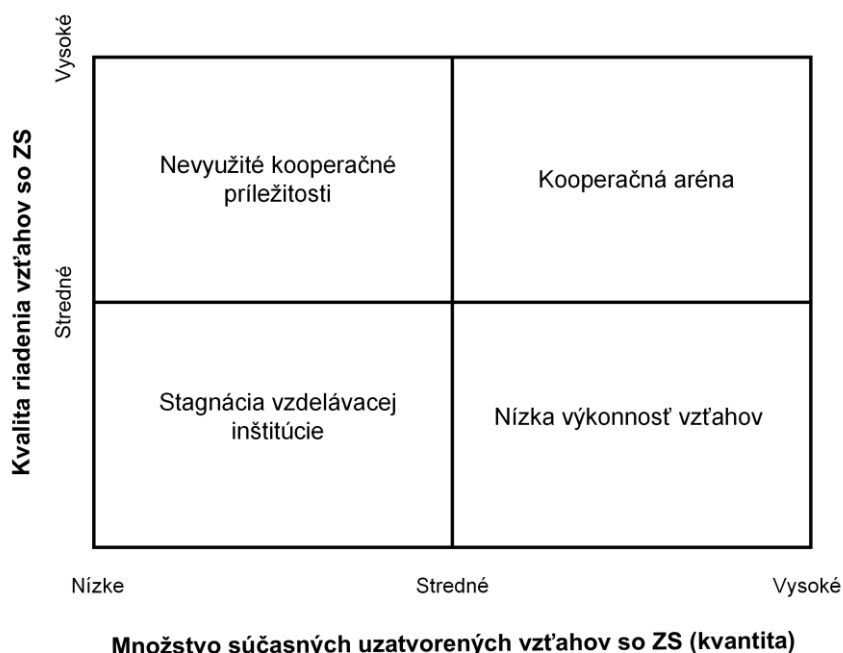 Vysoké
Nevyužité kooperačné
príležitosti
Kooperačná aréna
Kvalita riadenia vzťahov so ZS
Stredné
Stagnácia vzdelávacej
inštitúcie
Nízka výkonnosť vzťahov
Nízke
Stredné
Vysoké
Množstvo súčasných uzatvorených vzťahov so ZS (kvantita)